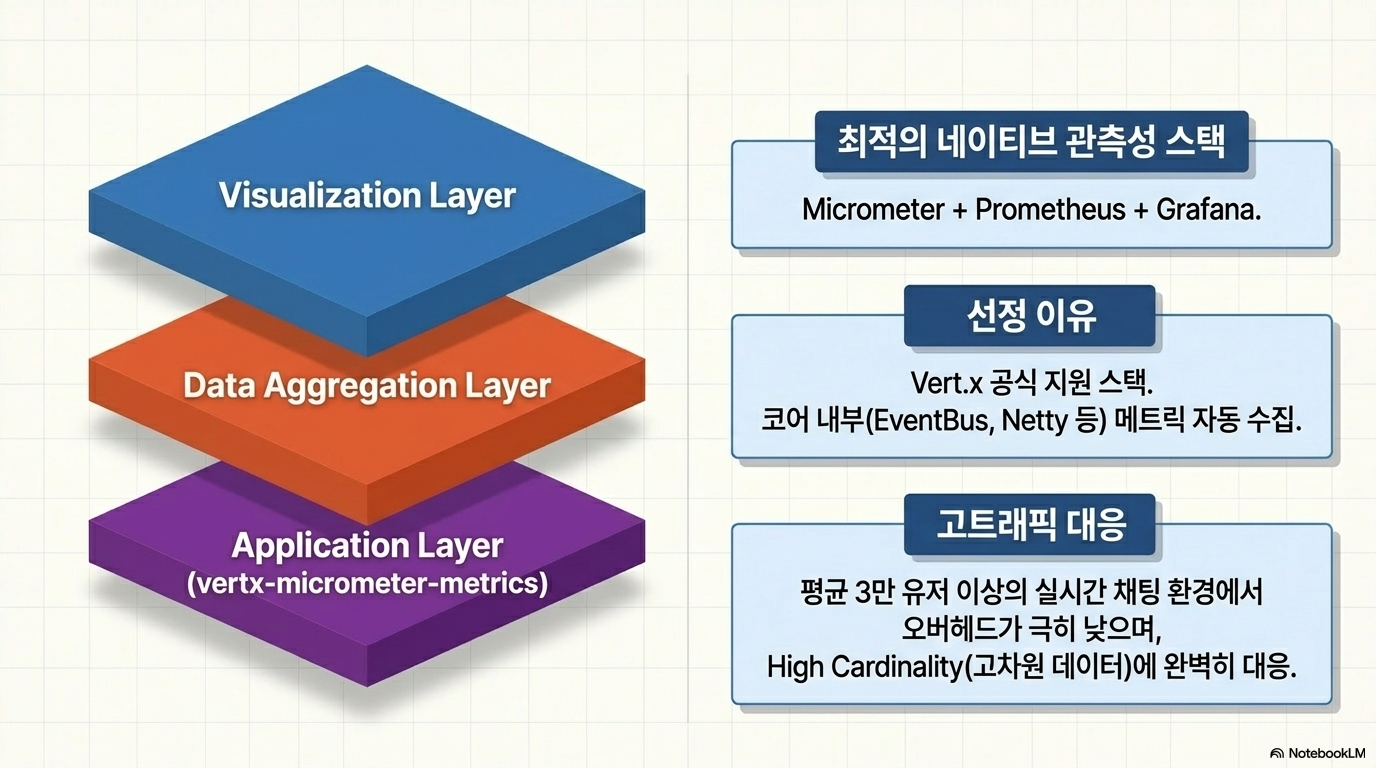 Visualization Layer
Data Aggregation Layer
Application Layer
(vertx-micrometer-metrics)
최적의 네이티브 관측성 스택
Micrometer + Prometheus + Grafana.
선정 이유
Vert.x 공식 지원 스택.
코어 내부(EventBus, Netty 등) 메트릭 자동 수집.
고트래픽 대응
평균 3만 유저 이상의 실시간 채팅 환경에서
오버헤드가 극히 낮으며,
High Cardinality(고차원 데이터)에 완벽히 대응.
NotebookLM